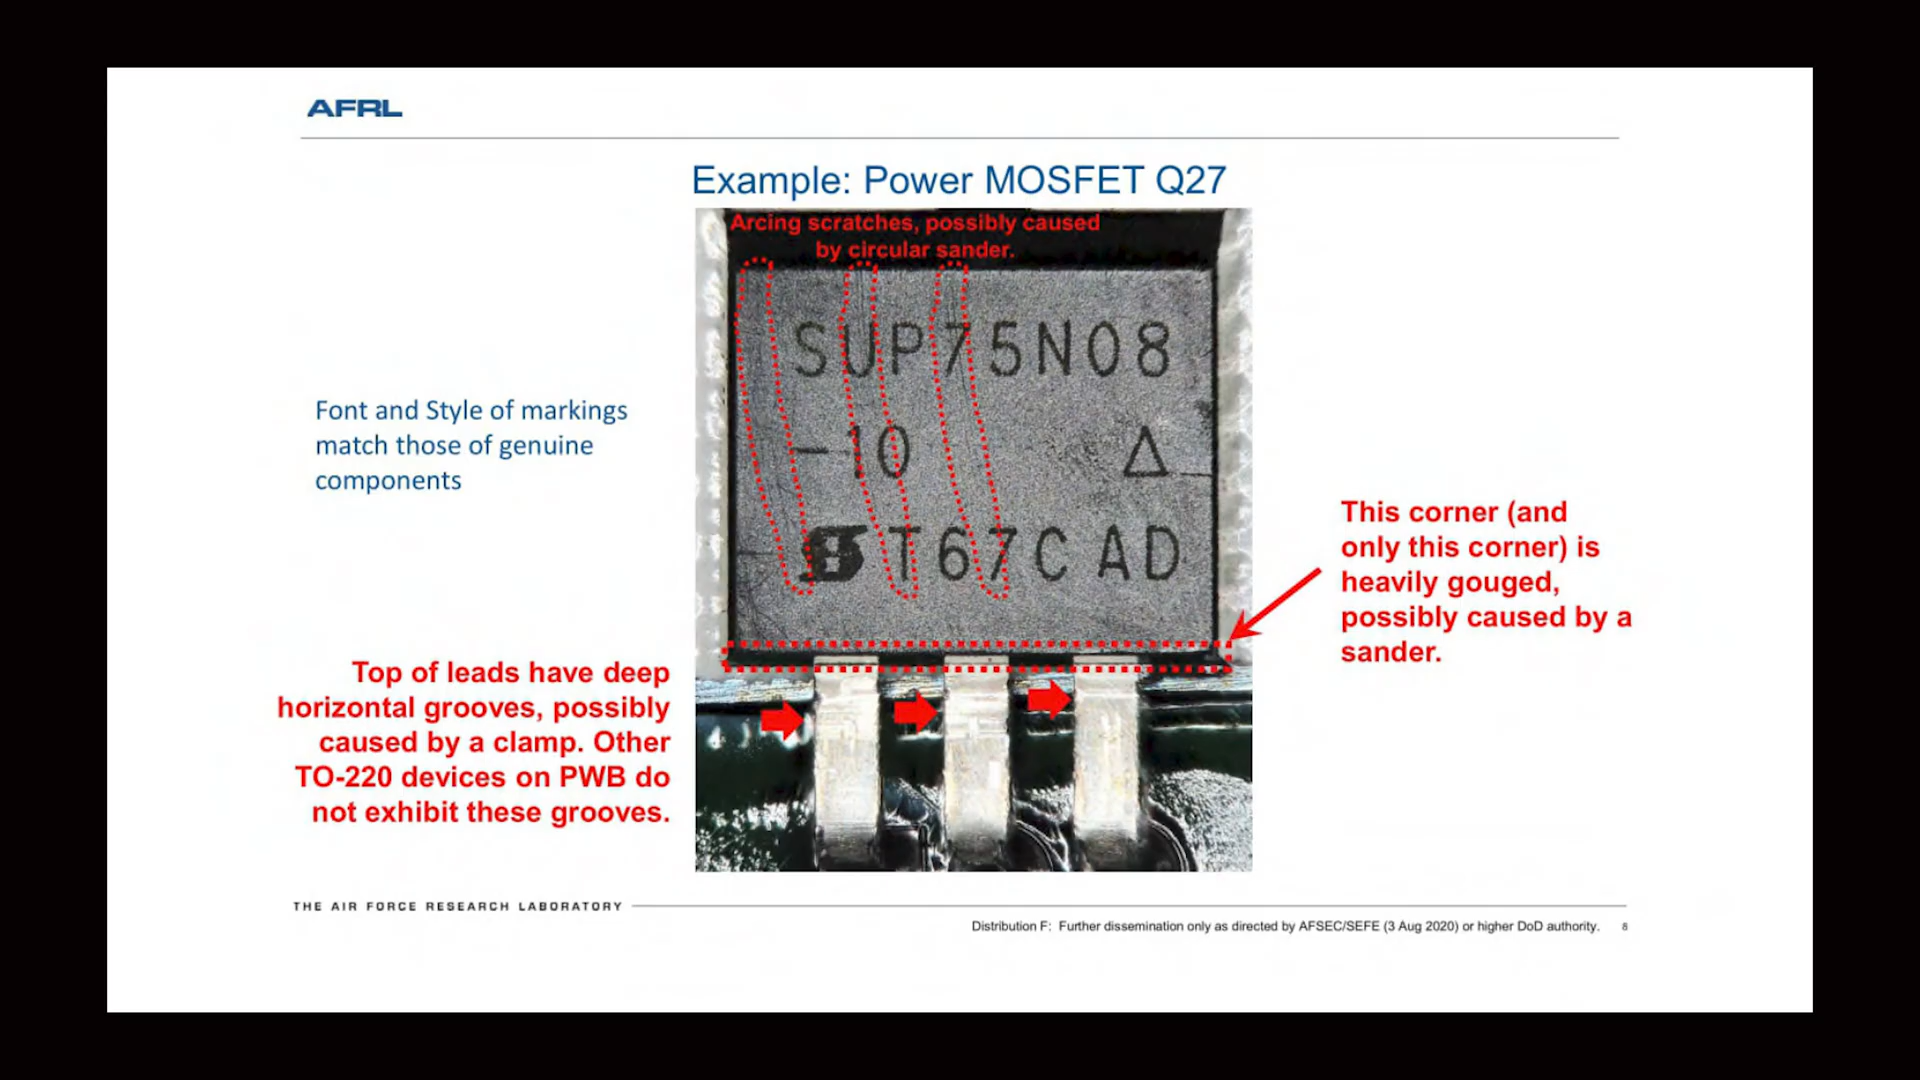 AFRL
Example: Power MOSFET Q27
Arcing scratches, possibly caused
by circular sander.
SUP75N08
-10 Δ
T67CAD
Font and Style of markings
match those of genuine
components
This corner (and
only this corner) is
heavily gouged,
possibly caused by a
sander.
Top of leads have deep
horizontal grooves, possibly
caused by a clamp. Other
TO-220 devices on PWB do
not exhibit these grooves.
THE AIR FORCE RESEARCH LABORATORY
Distribution F: Further dissemination only as directed by AFSEC/SEFE (3 Aug 2020) or higher DoD authority. 8